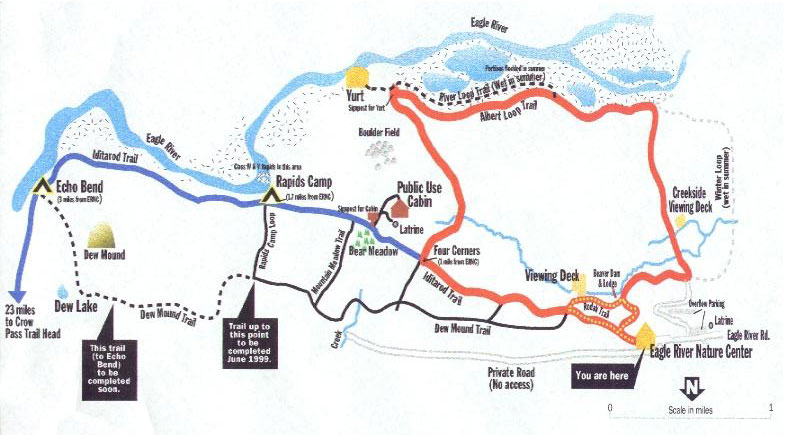 Eagle River
Portions flooded in summer
River Loop Trail (Wet in summer)
Albert Loop Trail
Yurt
Signpost for Yurt
Boulder Field
Eagle River
Iditarod Trail
Class IV & V Rapids in this area
Winter Loop
(wet in summer)
Echo Bend
(3 miles from ERNC)
Rapids Camp
(1.7 miles from ERNC)
Public Use
Cabin
Signpost for Cabin
Latrine
Creekside
Viewing Deck
Dew Mound
Rapids Camp Loop
Mountain Meadow Trail
Bear Meadow
Four Corners
(1 mile from ERNC)
Iditarod Trail
Viewing Deck
Beaver Dam
& Lodge
Rodak Trail
Overflow Parking
Latrine
Eagle River Rd.
23 miles
to Crow
Pass Trail Head
Dew Lake
Dew Mound Trail
Dew Mound Trail
Creek
Eagle River Nature Center
This trail
(to Echo
Bend)
to be
completed
soon.
Trail up to
this point
to be
completed
June 1999.
Private Road
(No access)
You are here
N
0
Scale in miles
1